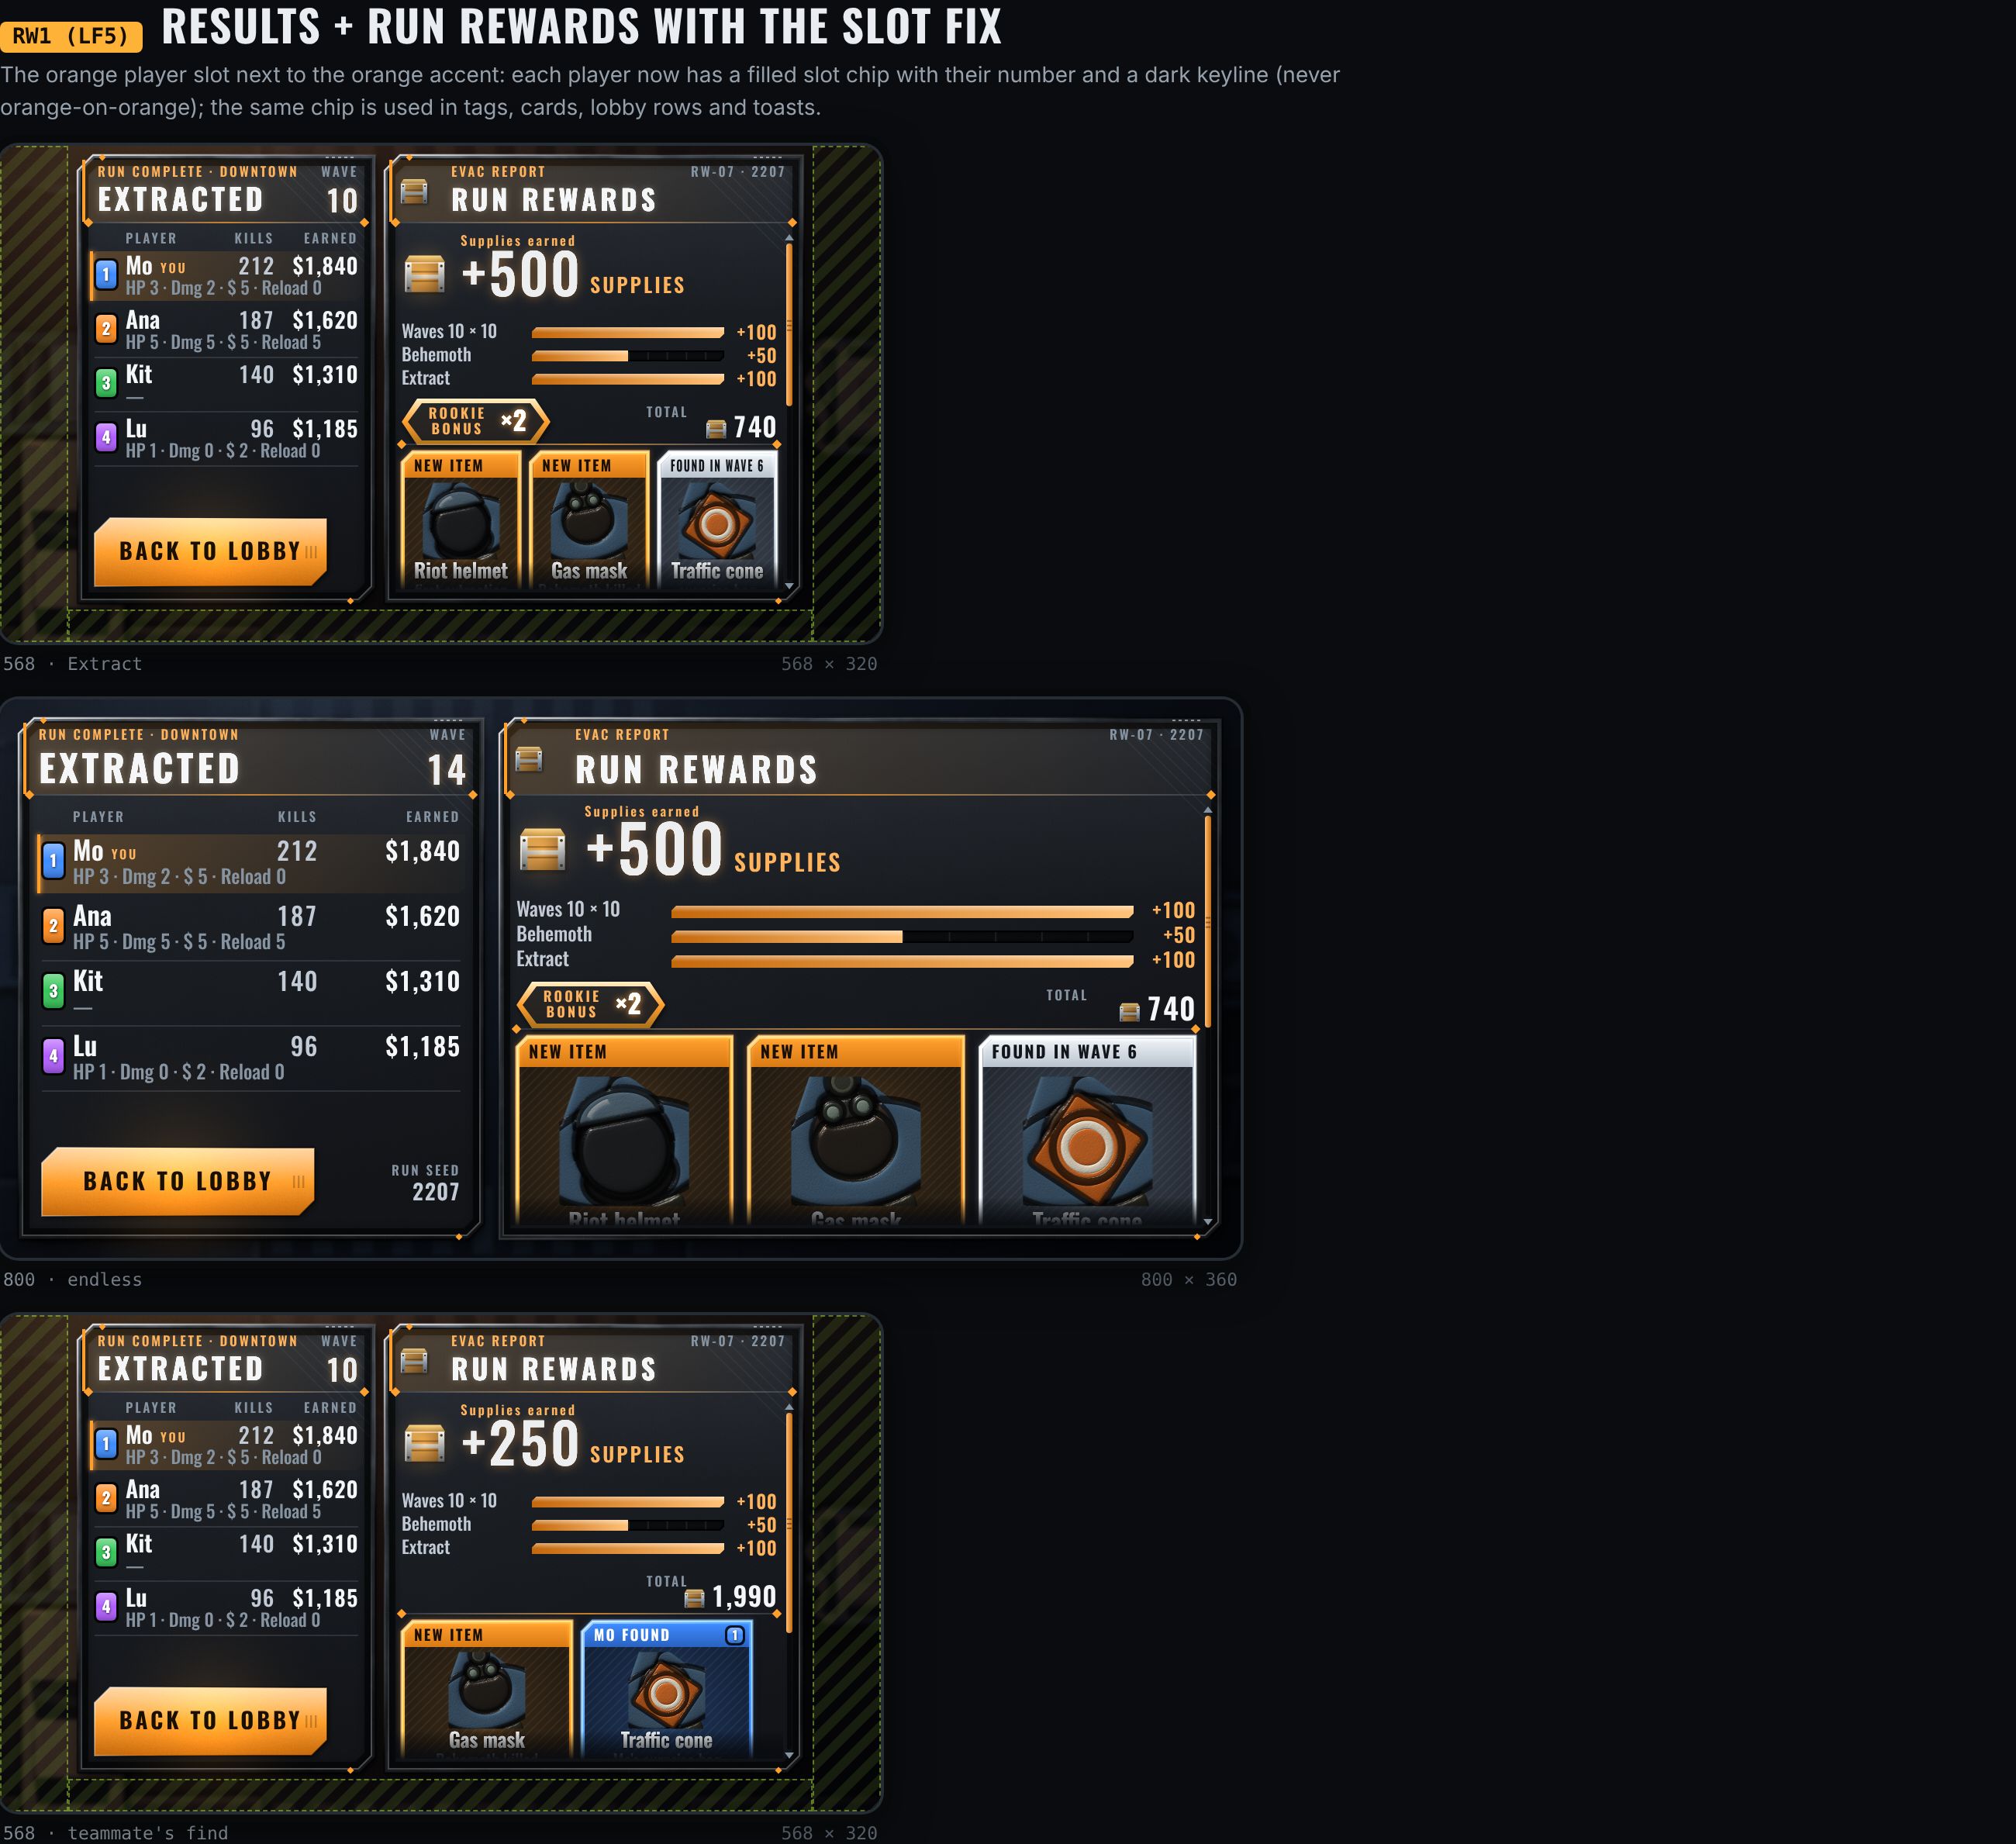 RW1 (LF5) RESULTS + RUN REWARDS WITH THE SLOT FIX
The orange player slot next to the orange accent: each player now has a filled slot chip with their number and a dark keyline (never
orange-on-orange); the same chip is used in tags, cards, lobby rows and toasts.
RUN COMPLETE · DOWNTOWN WAVE
EXTRACTED 10
PLAYER KILLS EARNED
1 Mo YOU 212 $1,840
HP 3 · Dmg 2 · $ 5 · Reload 0
2 Ana 187 $1,620
HP 5 · Dmg 5 · $ 5 · Reload 5
3 Kit 140 $1,310
—
4 Lu 96 $1,185
HP 1 · Dmg 0 · $ 2 · Reload 0
BACK TO LOBBY
EVAC REPORT RW-07 · 2207
RUN REWARDS
Supplies earned
+500 SUPPLIES
Waves 10 × 10 +100
Behemoth +50
Extract +100
ROOKIE BONUS ×2 TOTAL 740
NEW ITEM NEW ITEM FOUND IN WAVE 6
Riot helmet Gas mask Traffic cone
568 · Extract 568 × 320
RUN COMPLETE · DOWNTOWN WAVE
EXTRACTED 14
PLAYER KILLS EARNED
1 Mo YOU 212 $1,840
HP 3 · Dmg 2 · $ 5 · Reload 0
2 Ana 187 $1,620
HP 5 · Dmg 5 · $ 5 · Reload 5
3 Kit 140 $1,310
—
4 Lu 96 $1,185
HP 1 · Dmg 0 · $ 2 · Reload 0
BACK TO LOBBY
RUN SEED
2207
EVAC REPORT RW-07 · 2207
RUN REWARDS
Supplies earned
+500 SUPPLIES
Waves 10 × 10 +100
Behemoth +50
Extract +100
ROOKIE BONUS ×2 TOTAL 740
NEW ITEM NEW ITEM FOUND IN WAVE 6
Riot helmet Gas mask Traffic cone
800 · endless 800 × 360
RUN COMPLETE · DOWNTOWN WAVE
EXTRACTED 10
PLAYER KILLS EARNED
1 Mo YOU 212 $1,840
HP 3 · Dmg 2 · $ 5 · Reload 0
2 Ana 187 $1,620
HP 5 · Dmg 5 · $ 5 · Reload 5
3 Kit 140 $1,310
—
4 Lu 96 $1,185
HP 1 · Dmg 0 · $ 2 · Reload 0
BACK TO LOBBY
EVAC REPORT RW-07 · 2207
RUN REWARDS
Supplies earned
+250 SUPPLIES
Waves 10 × 10 +100
Behemoth +50
Extract +100
TOTAL 1,990
NEW ITEM MO FOUND 1
Gas mask Traffic cone
568 · teammate's find 568 × 320